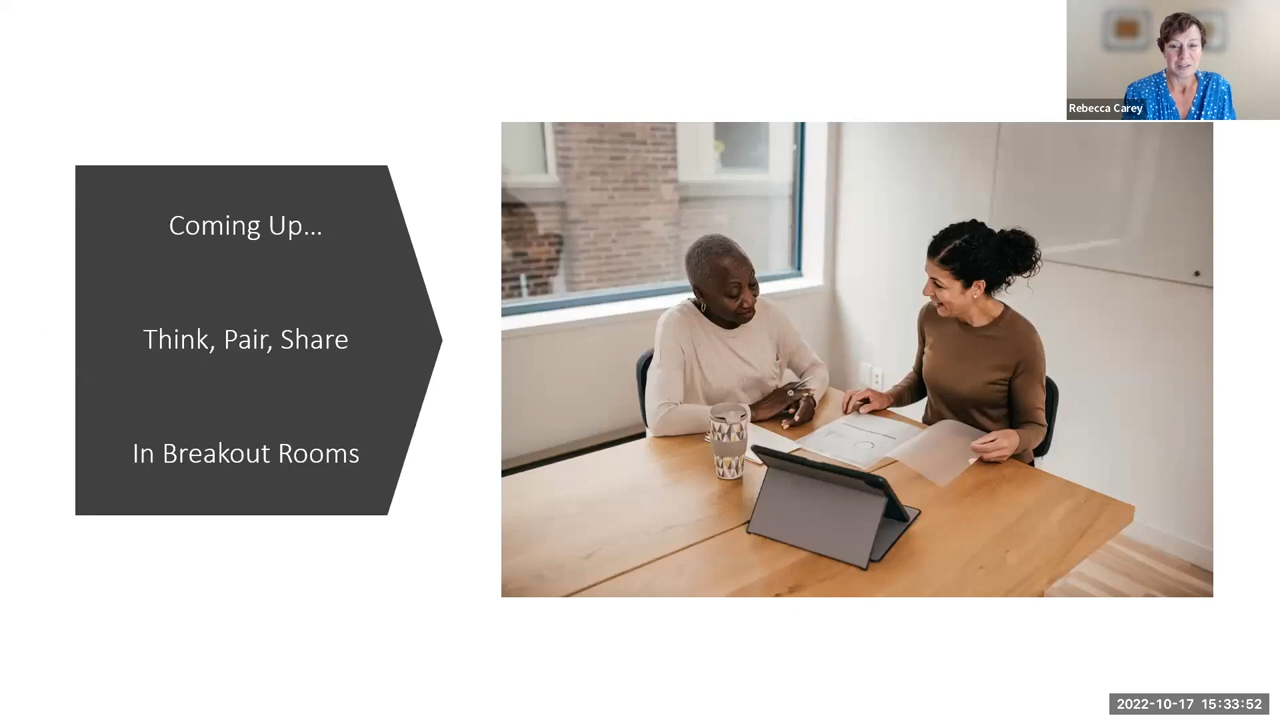 Rebecca Carey
Coming Up...
Think, Pair, Share
In Breakout Rooms
2022-10-17 15:33:52